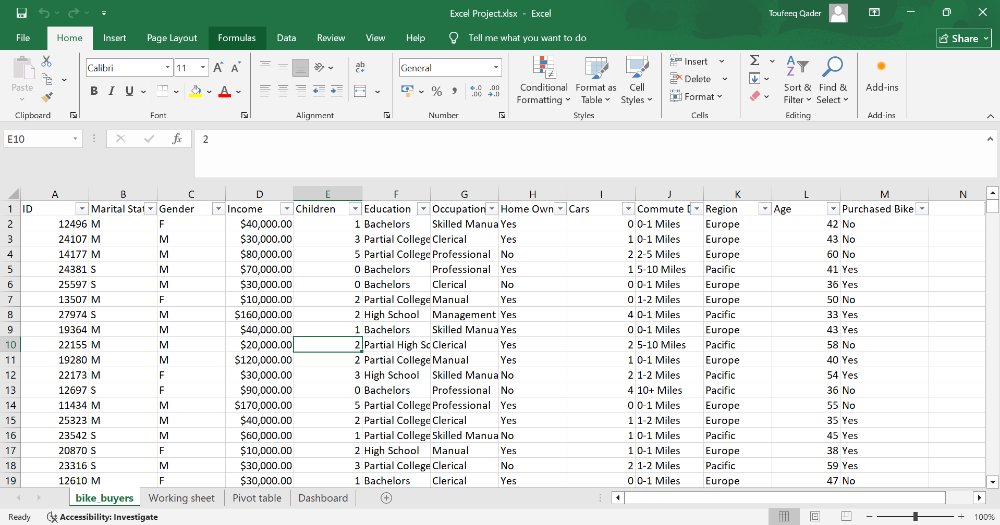 Excel Project.xlsx - Excel
Toufeeq Qader
File Home Insert Page Layout Formulas Data Review View Help Tell me what you want to do Share
Calibri 11 General
Paste
Conditional Formatting
Format as Table
Cell Styles
Insert
Delete
Format
Sort & Filter
Find & Select
Add-ins
Clipboard Font Alignment Number Styles Cells Editing Add-ins
E10 fx 2
A B C D E F G H I J K L M N
1 ID Marital Stat Gender Income Children Education Occupation Home Own Cars Commute D Region Age Purchased Bike
2 12496 M F $40,000.00 1 Bachelors Skilled Manua Yes 0 0-1 Miles Europe 42 No
3 24107 M M $30,000.00 3 Partial College Clerical Yes 1 0-1 Miles Europe 43 No
4 14177 M M $80,000.00 5 Partial College Professional No 2 2-5 Miles Europe 60 No
5 24381 S M $70,000.00 0 Bachelors Professional Yes 1 5-10 Miles Pacific 41 Yes
6 25597 S M $30,000.00 0 Bachelors Clerical No 0 0-1 Miles Europe 36 Yes
7 13507 M F $10,000.00 2 Partial College Manual Yes 0 1-2 Miles Europe 50 No
8 27974 S M $160,000.00 2 High School Management Yes 4 0-1 Miles Pacific 33 Yes
9 19364 M M $40,000.00 1 Bachelors Skilled Manua Yes 0 0-1 Miles Europe 43 Yes
10 22155 M M $20,000.00 2 Partial High Sc Clerical Yes 2 5-10 Miles Pacific 58 No
11 19280 M M $120,000.00 2 Partial College Manual Yes 1 0-1 Miles Europe 40 Yes
12 22173 M F $30,000.00 3 High School Skilled Manua No 2 1-2 Miles Pacific 54 Yes
13 12697 S F $90,000.00 0 Bachelors Professional No 4 10+ Miles Pacific 36 No
14 11434 M M $170,000.00 5 Partial College Professional Yes 0 0-1 Miles Europe 55 No
15 25323 M M $40,000.00 2 Partial College Clerical Yes 1 1-2 Miles Europe 35 Yes
16 23542 S M $60,000.00 1 Partial College Skilled Manua No 1 0-1 Miles Pacific 45 Yes
17 20870 S F $10,000.00 2 High School Manual Yes 1 0-1 Miles Europe 38 Yes
18 23316 S M $30,000.00 3 Partial College Clerical No 2 1-2 Miles Pacific 59 Yes
19 12610 M F $30,000.00 1 Bachelors Clerical Yes 0 0-1 Miles Europe 47 No
bike_buyers Working sheet Pivot table Dashboard
Ready Accessibility: Investigate 100%